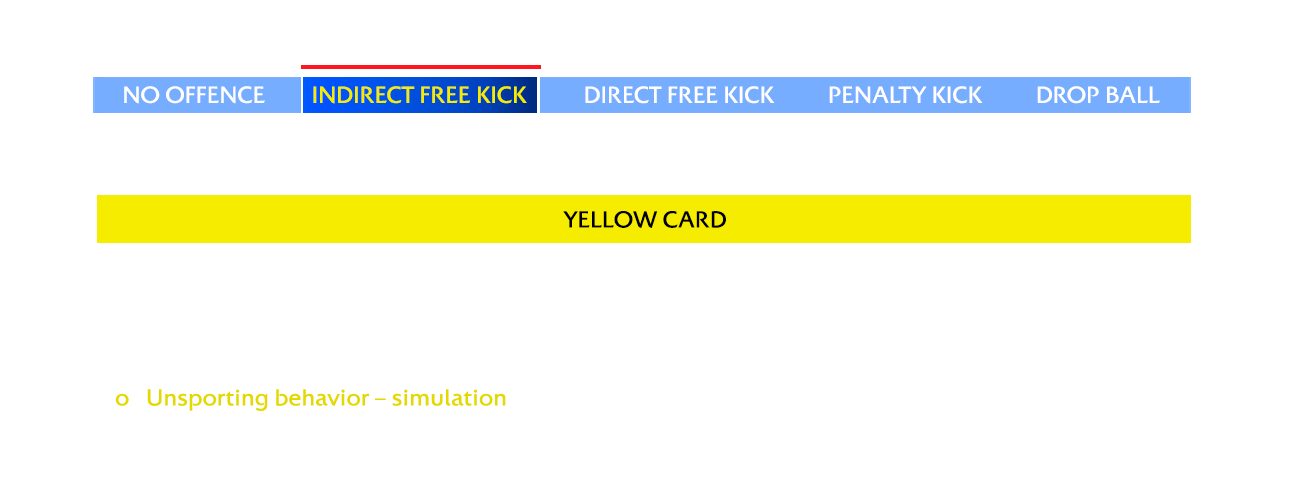 NO OFFENCE INDIRECT FREE KICK DIRECT FREE KICK PENALTY KICK DROP BALL
YELLOW CARD
o Unsporting behavior – simulation